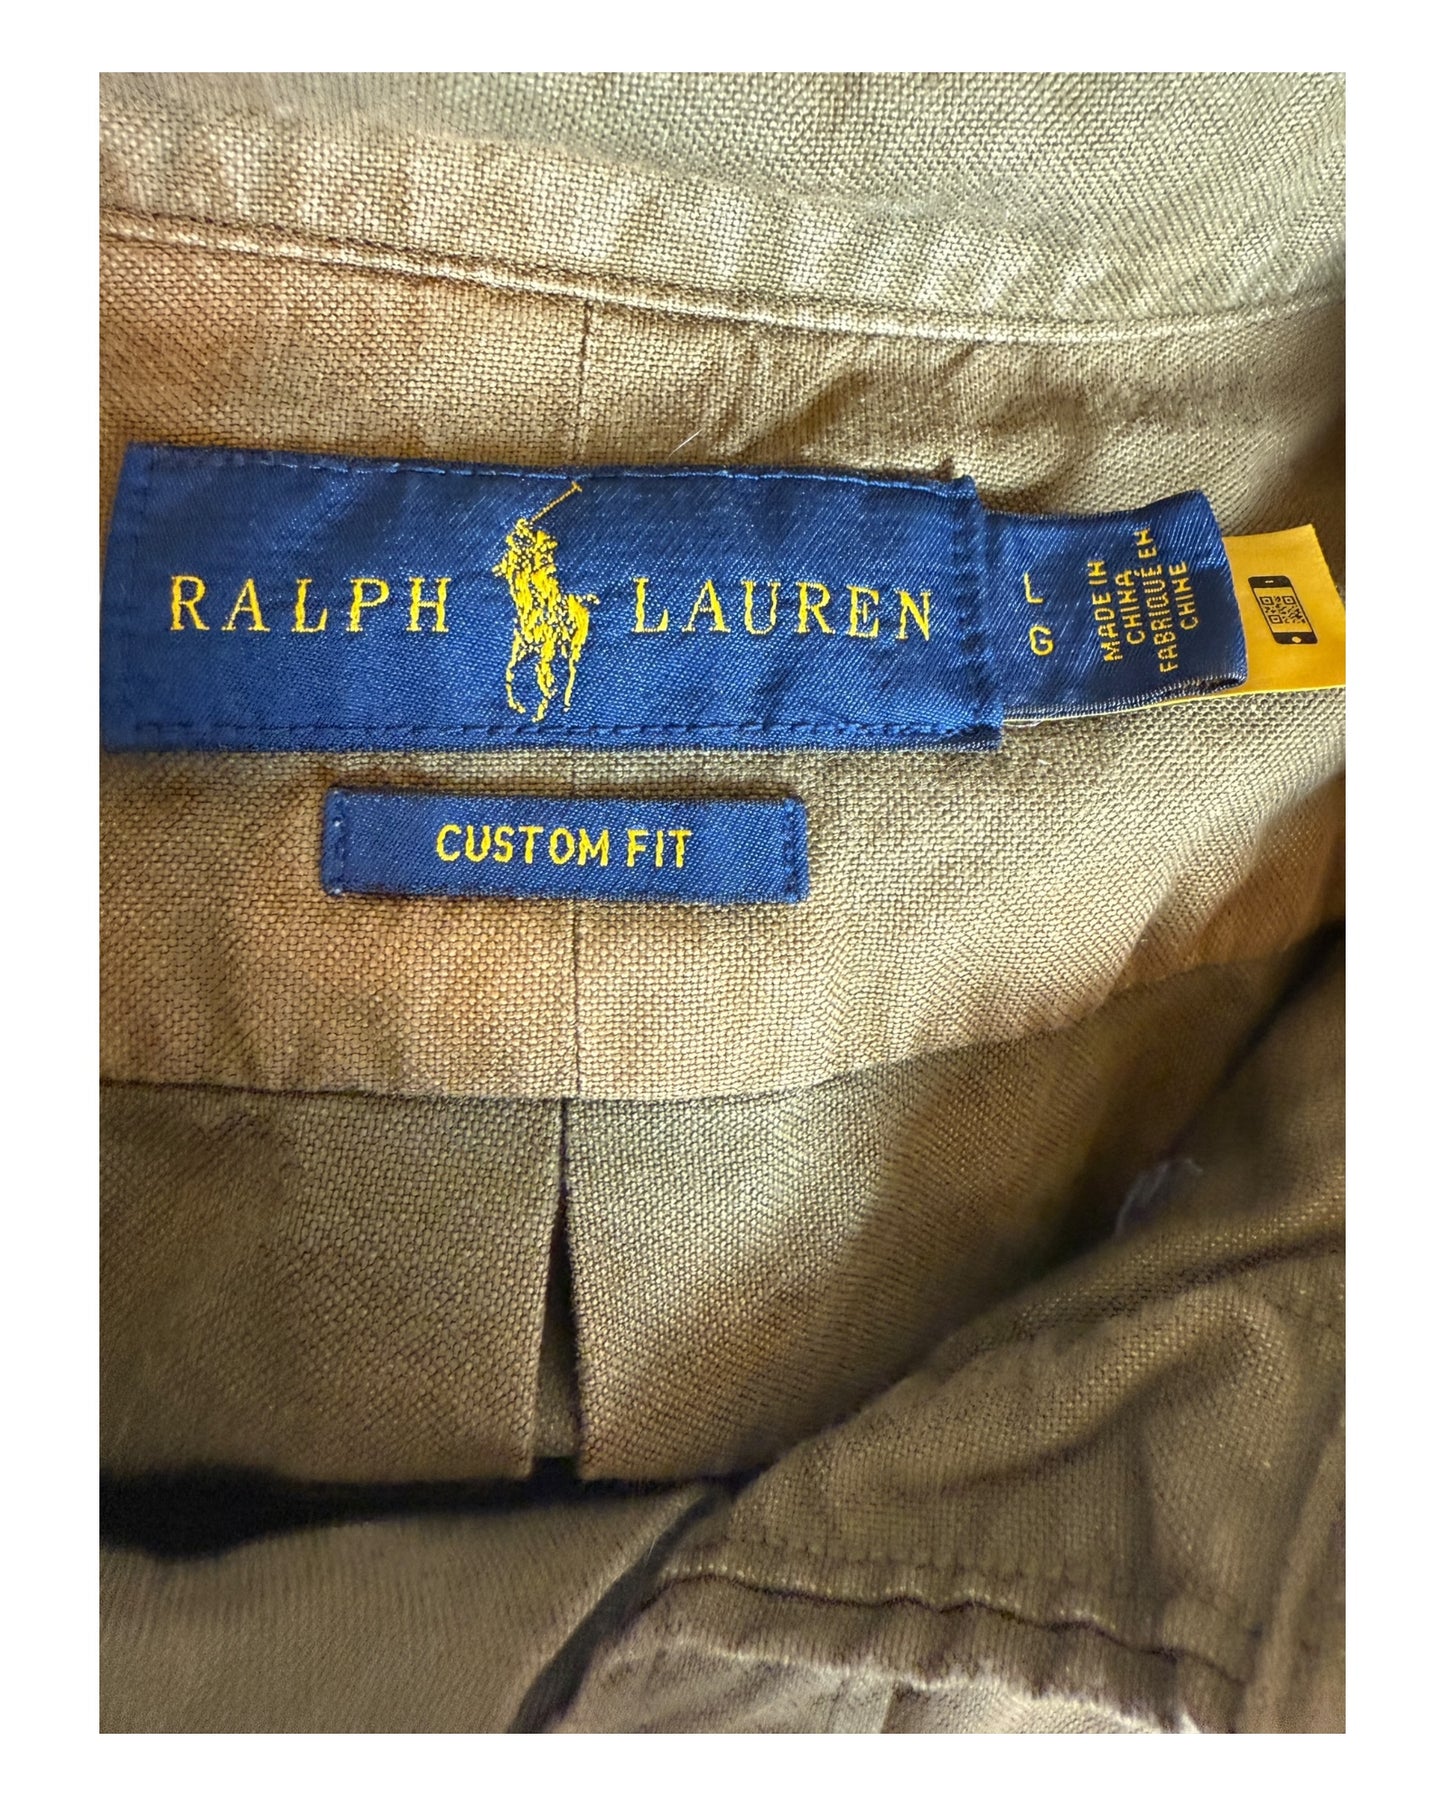 RALPH LAUREN
CUSTOM FIT
L
G
MADE IN
CHINA
FABRIQUÉ EN
CHINE